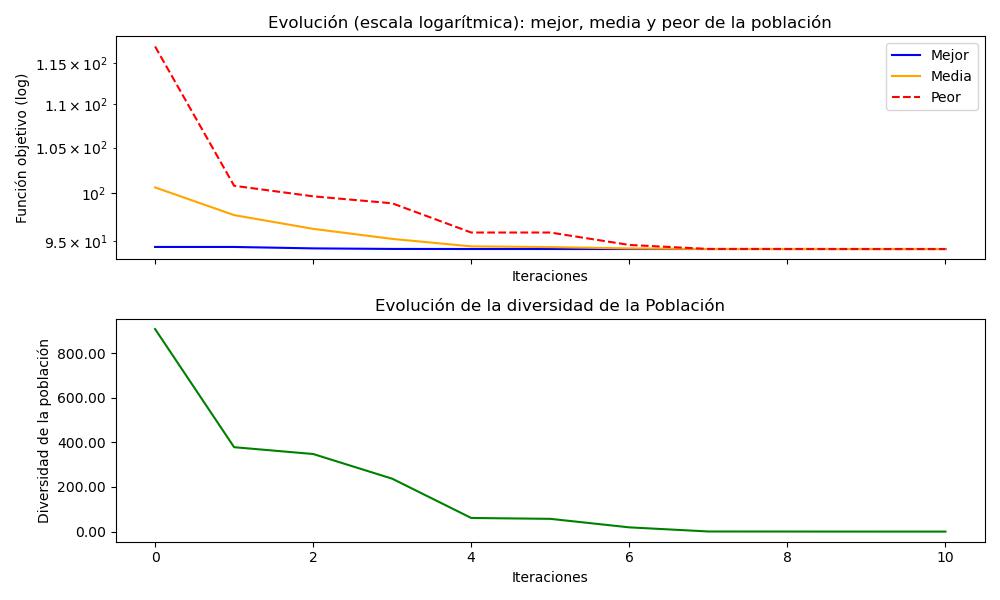 Evolución (escala logarítmica): mejor, media y peor de la población
Función objetivo (log)
1.15 × 10²
1.1 × 10²
1.05 × 10²
10²
9.5 × 10¹
Mejor
Media
Peor
Iteraciones
Evolución de la diversidad de la Población
Diversidad de la población
800.00
600.00
400.00
200.00
0.00
0 2 4 6 8 10
Iteraciones